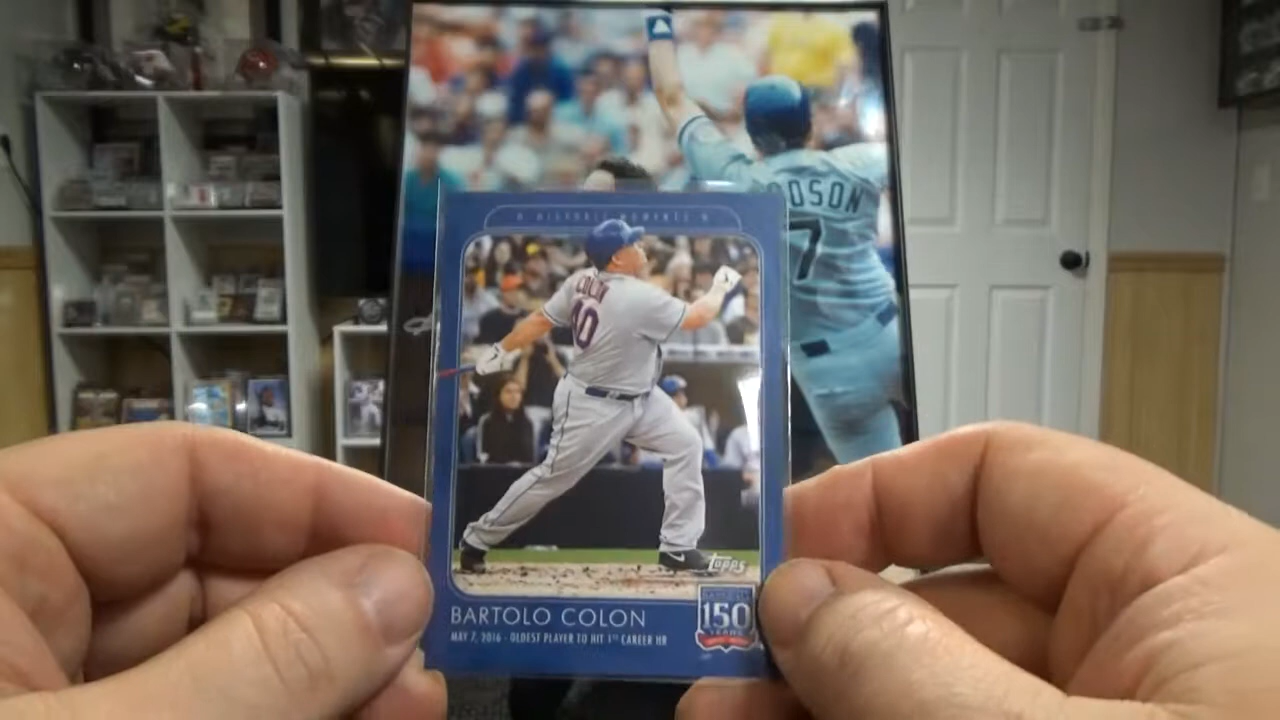 ★ HISTORIC MOMENTS ★
DSON
7
COLON
40
Topps
BARTOLO COLON
MAY 7, 2016 - OLDEST PLAYER TO HIT 1ST CAREER HR
150
YEARS